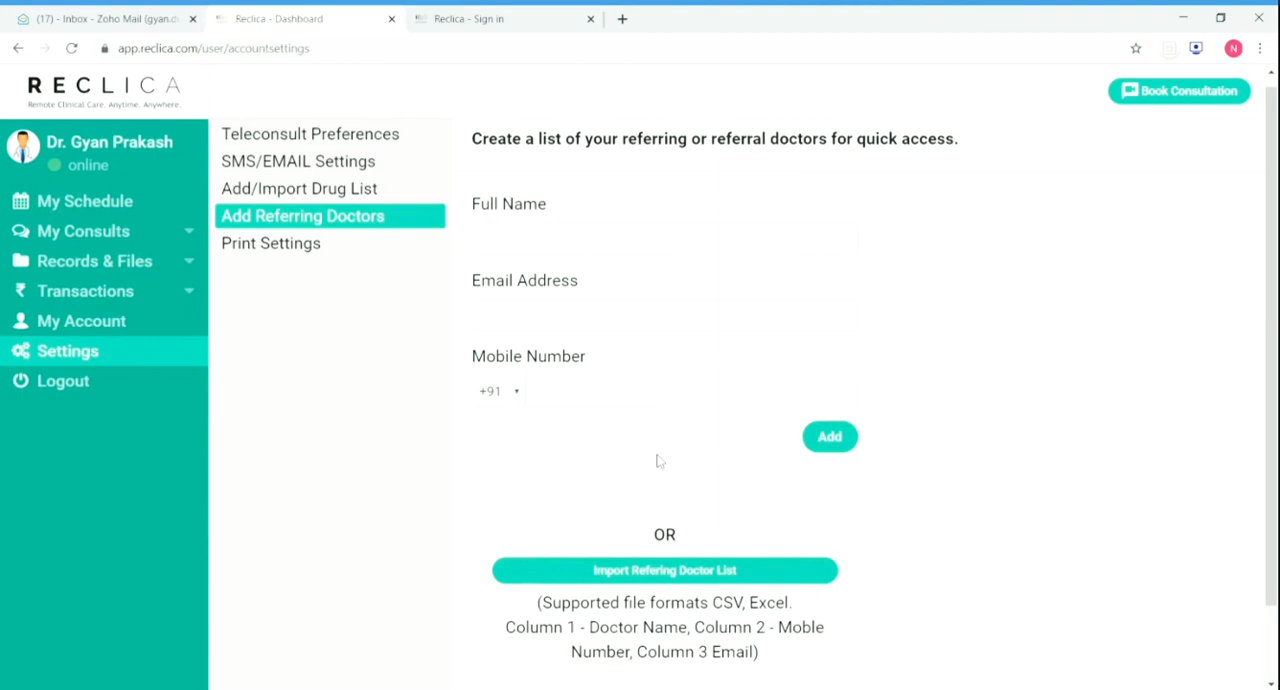 (17) - Inbox - Zoho Mail (gyan.d
Reclica - Dashboard
Reclica - Sign in
app.reclica.com/user/accountsettings
N
RECLICA
Remote Clinical Care. Anytime. Anywhere.
Book Consultation
Dr. Gyan Prakash
online
My Schedule
My Consults
Records & Files
Transactions
My Account
Settings
Logout
Teleconsult Preferences
SMS/EMAIL Settings
Add/Import Drug List
Add Referring Doctors
Print Settings
Create a list of your referring or referral doctors for quick access.
Full Name
Email Address
Mobile Number
+91
Add
OR
Import Refering Doctor List
(Supported file formats CSV, Excel.
Column 1 - Doctor Name, Column 2 - Moble
Number, Column 3 Email)